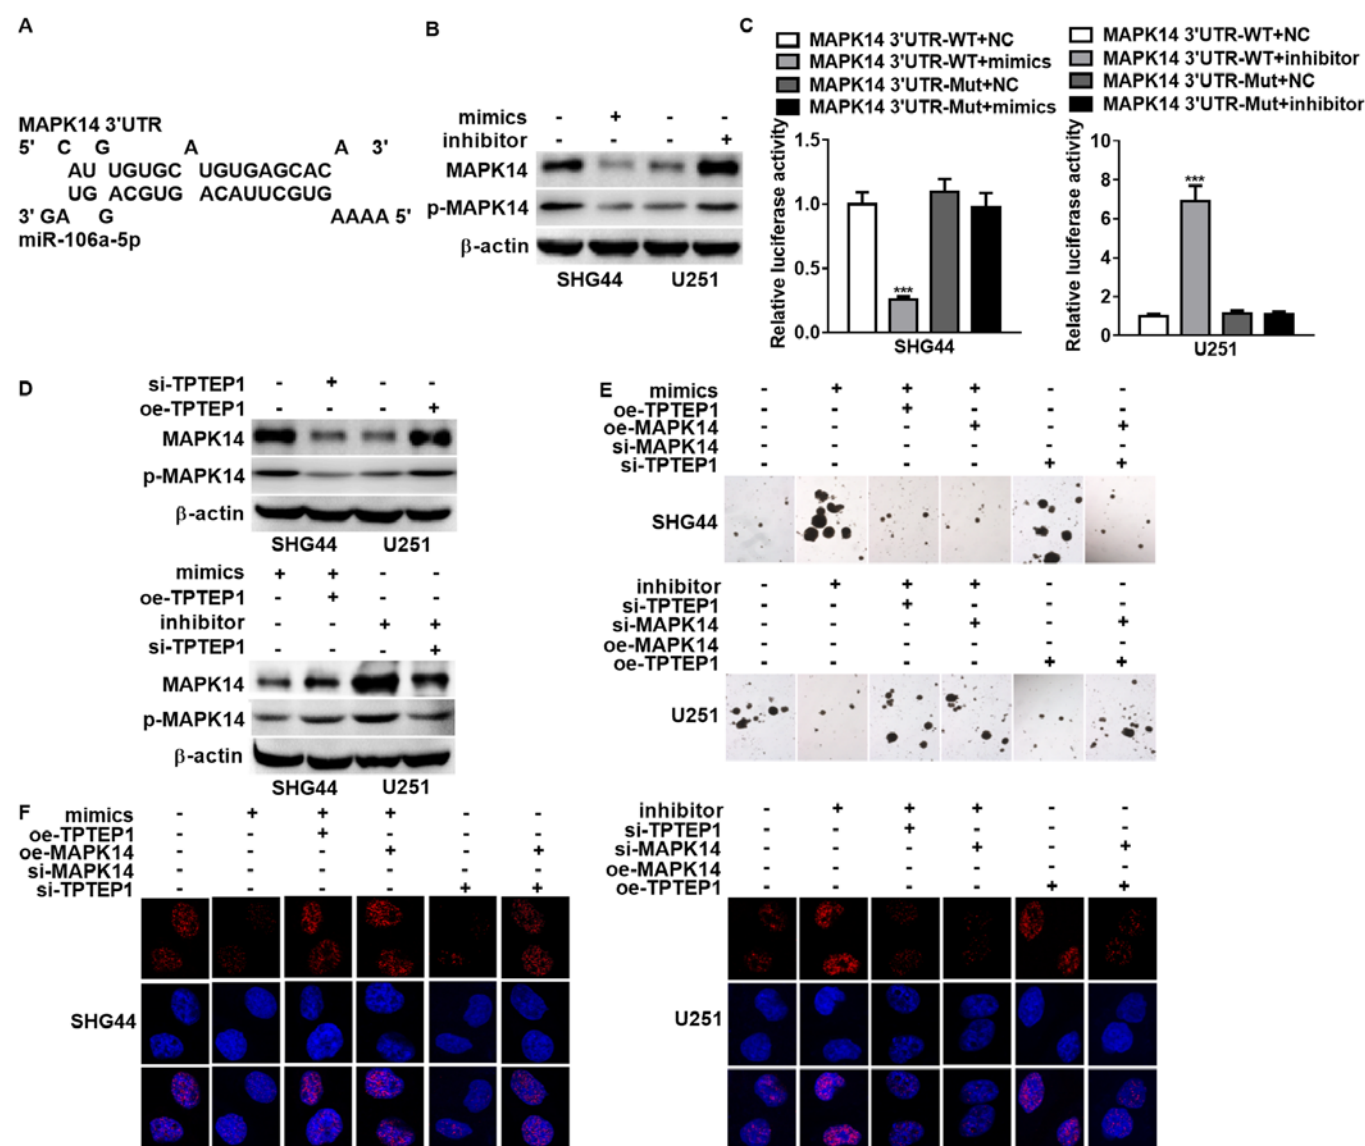 A
MAPK14 3'UTR
5' C G A A 3'
AU UGUGC UGUGAGCAC
UG ACGUG ACAUUCGUG
3' GA G AAAA 5'
miR-106a-5p
B
mimics - + - -
inhibitor - - - +
MAPK14
p-MAPK14
β-actin
SHG44 U251
C
MAPK14 3'UTR-WT+NC
MAPK14 3'UTR-WT+mimics
MAPK14 3'UTR-Mut+NC
MAPK14 3'UTR-Mut+mimics
Relative luciferase activity
1.5
1.0
0.5
0.0
***
SHG44
MAPK14 3'UTR-WT+NC
MAPK14 3'UTR-WT+inhibitor
MAPK14 3'UTR-Mut+NC
MAPK14 3'UTR-Mut+inhibitor
Relative luciferase activity
10
8
6
4
2
0
***
U251
D
si-TPTEP1 - + - -
oe-TPTEP1 - - - +
MAPK14
p-MAPK14
β-actin
SHG44 U251
mimics + + - -
oe-TPTEP1 - + - -
inhibitor - - + +
si-TPTEP1 - - - +
MAPK14
p-MAPK14
β-actin
SHG44 U251
E
mimics - + + + - -
oe-TPTEP1 - - + - - -
oe-MAPK14 - - - + - +
si-MAPK14 - - - - - -
si-TPTEP1 - - - - + +
SHG44
inhibitor - + + + - -
si-TPTEP1 - - + - - -
si-MAPK14 - - - + - +
oe-MAPK14 - - - - - -
oe-TPTEP1 - - - - + +
U251
F
mimics - + + + - -
oe-TPTEP1 - - + - - -
oe-MAPK14 - - - + - +
si-MAPK14 - - - - - -
si-TPTEP1 - - - - + +
SHG44
inhibitor - + + + - -
si-TPTEP1 - - + - - -
si-MAPK14 - - - + - +
oe-MAPK14 - - - - - -
oe-TPTEP1 - - - - + +
U251